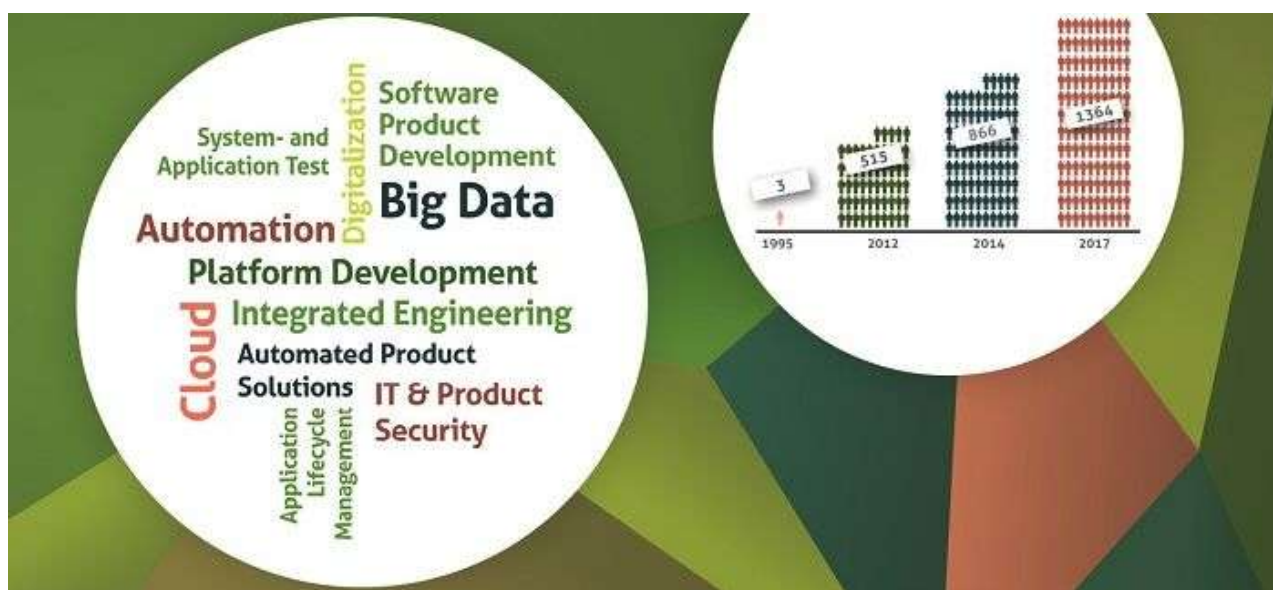 System- and
Application Test
Digitalization
Software
Product
Development
Big Data
Automation
Platform Development
Cloud
Integrated Engineering
Automated Product
Solutions
IT & Product
Security
Application
Lifecycle
Management
3
515
866
1364
1995
2012
2014
2017